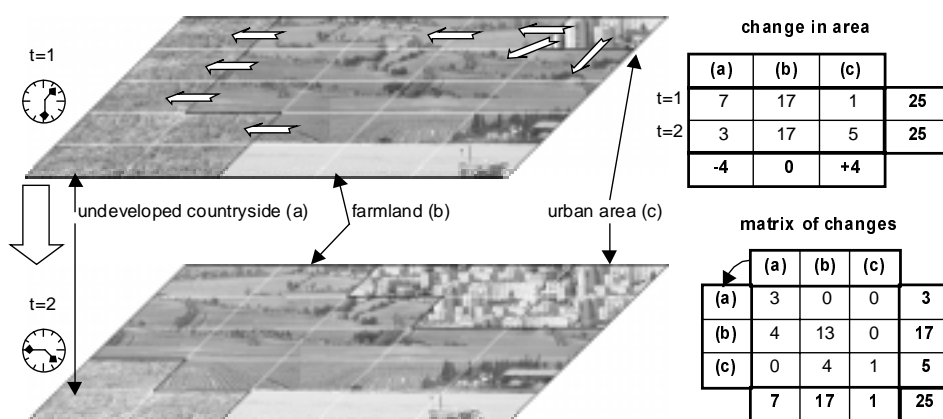 t=1
undeveloped countryside (a)
farmland (b)
urban area (c)
t=2
change in area
(a) (b) (c)
t=1 7 17 1 25
t=2 3 17 5 25
-4 0 +4
matrix of changes
(a) (b) (c)
(a) 3 0 0 3
(b) 4 13 0 17
(c) 0 4 1 5
7 17 1 25